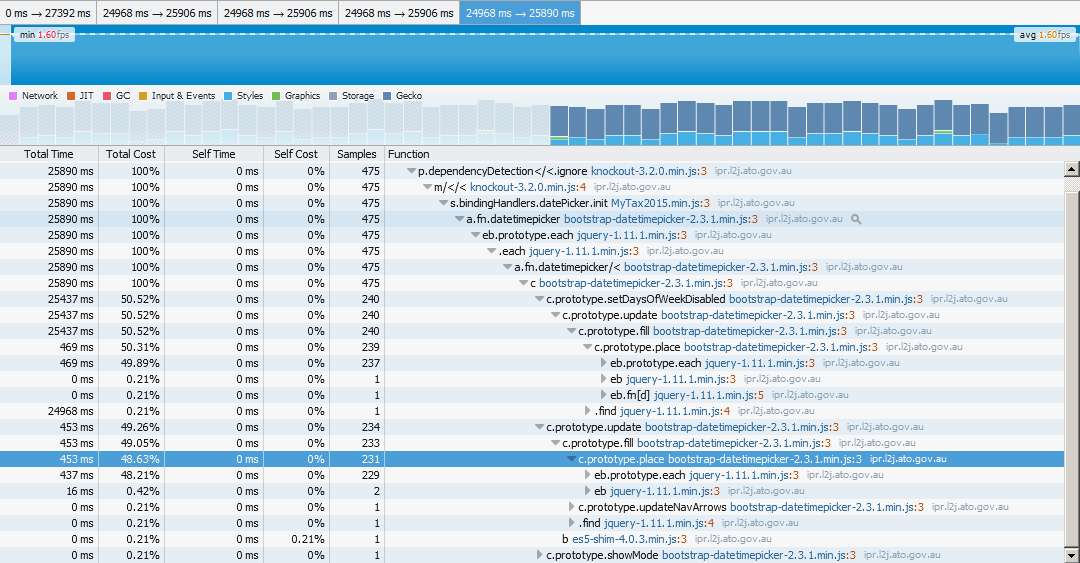 0 ms → 27392 ms 24968 ms → 25906 ms 24968 ms → 25906 ms 24968 ms → 25906 ms 24968 ms → 25890 ms
min 1.60fps avg 1.60fps
Network JIT GC Input & Events Styles Graphics Storage Gecko
Total Time Total Cost Self Time Self Cost Samples Function
25890 ms 100% 0 ms 0% 475 p.dependencyDetection</<.ignore knockout-3.2.0.min.js:3 ipr.l2j.ato.gov.au
25890 ms 100% 0 ms 0% 475 m/</< knockout-3.2.0.min.js:4 ipr.l2j.ato.gov.au
25890 ms 100% 0 ms 0% 475 s.bindingHandlers.datePicker.init MyTax2015.min.js:3 ipr.l2j.ato.gov.au
25890 ms 100% 0 ms 0% 475 a.fn.datetimepicker bootstrap-datetimepicker-2.3.1.min.js:3 ipr.l2j.ato.gov.au
25890 ms 100% 0 ms 0% 475 eb.prototype.each jquery-1.11.1.min.js:3 ipr.l2j.ato.gov.au
25890 ms 100% 0 ms 0% 475 .each jquery-1.11.1.min.js:3 ipr.l2j.ato.gov.au
25890 ms 100% 0 ms 0% 475 a.fn.datetimepicker/< bootstrap-datetimepicker-2.3.1.min.js:3 ipr.l2j.ato.gov.au
25890 ms 100% 0 ms 0% 475 c bootstrap-datetimepicker-2.3.1.min.js:3 ipr.l2j.ato.gov.au
25437 ms 50.52% 0 ms 0% 240 c.prototype.setDaysOfWeekDisabled bootstrap-datetimepicker-2.3.1.min.js:3 ipr.l2j.ato.gov.au
25437 ms 50.52% 0 ms 0% 240 c.prototype.update bootstrap-datetimepicker-2.3.1.min.js:3 ipr.l2j.ato.gov.au
25437 ms 50.52% 0 ms 0% 240 c.prototype.fill bootstrap-datetimepicker-2.3.1.min.js:3 ipr.l2j.ato.gov.au
469 ms 50.31% 0 ms 0% 239 c.prototype.place bootstrap-datetimepicker-2.3.1.min.js:3 ipr.l2j.ato.gov.au
469 ms 49.89% 0 ms 0% 237 eb.prototype.each jquery-1.11.1.min.js:3 ipr.l2j.ato.gov.au
0 ms 0.21% 0 ms 0% 1 eb jquery-1.11.1.min.js:3 ipr.l2j.ato.gov.au
0 ms 0.21% 0 ms 0% 1 eb.fn[d] jquery-1.11.1.min.js:5 ipr.l2j.ato.gov.au
24968 ms 0.21% 0 ms 0% 1 .find jquery-1.11.1.min.js:4 ipr.l2j.ato.gov.au
453 ms 49.26% 0 ms 0% 234 c.prototype.update bootstrap-datetimepicker-2.3.1.min.js:3 ipr.l2j.ato.gov.au
453 ms 49.05% 0 ms 0% 233 c.prototype.fill bootstrap-datetimepicker-2.3.1.min.js:3 ipr.l2j.ato.gov.au
453 ms 48.63% 0 ms 0% 231 c.prototype.place bootstrap-datetimepicker-2.3.1.min.js:3 ipr.l2j.ato.gov.au
437 ms 48.21% 0 ms 0% 229 eb.prototype.each jquery-1.11.1.min.js:3 ipr.l2j.ato.gov.au
16 ms 0.42% 0 ms 0% 2 eb jquery-1.11.1.min.js:3 ipr.l2j.ato.gov.au
0 ms 0.21% 0 ms 0% 1 c.prototype.updateNavArrows bootstrap-datetimepicker-2.3.1.min.js:3 ipr.l2j.ato.gov.au
0 ms 0.21% 0 ms 0% 1 .find jquery-1.11.1.min.js:4 ipr.l2j.ato.gov.au
0 ms 0.21% 0 ms 0.21% 1 b es5-shim-4.0.3.min.js:3 ipr.l2j.ato.gov.au
0 ms 0.21% 0 ms 0% 1 c.prototype.showMode bootstrap-datetimepicker-2.3.1.min.js:3 ipr.l2j.ato.gov.au